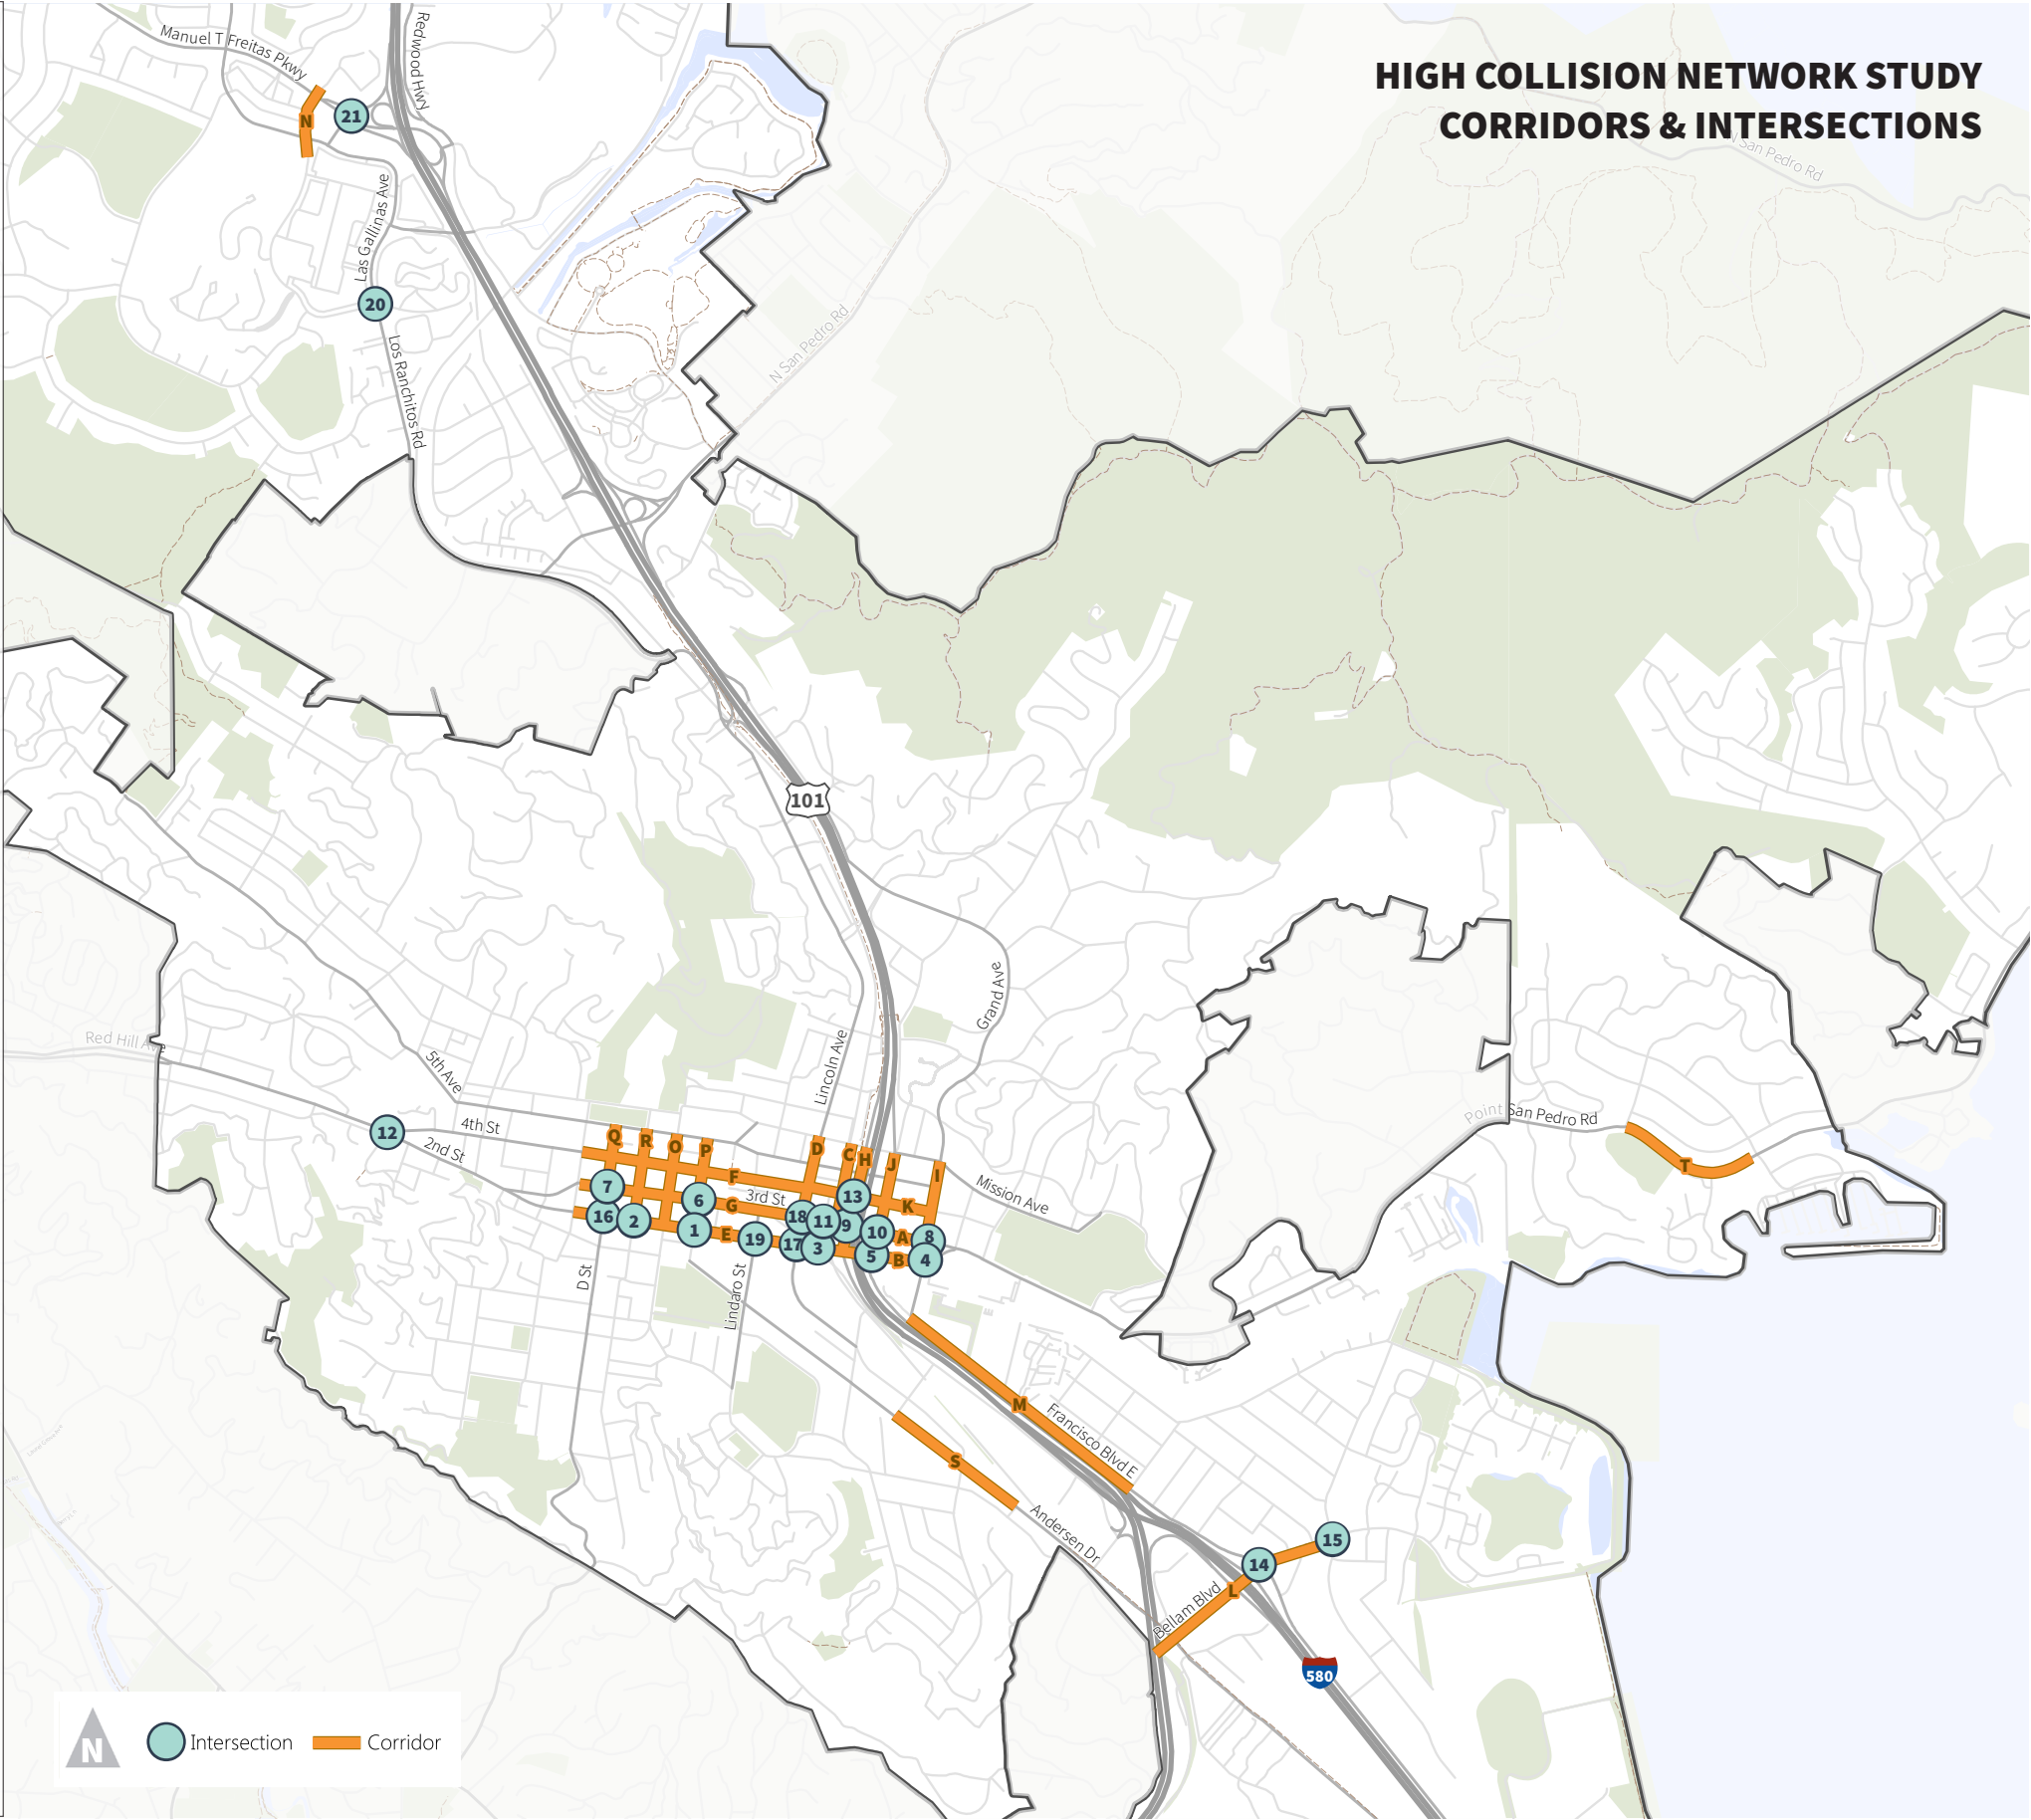 HIGH COLLISION NETWORK STUDY
CORRIDORS & INTERSECTIONS
Manuel T Freitas Pkwy
Redwood Hwy
N San Pedro Rd
N
21
Las Gallinas Ave
20
Los Ranchitos Rd
N San Pedro Rd
101
Grand Ave
Lincoln Ave
Red Hill Ave
5th Ave
4th St
2nd St
12
Point San Pedro Rd
T
Q
R
O
P
D
C
H
J
I
F
3rd St
G
K
Mission Ave
7
6
13
16
2
1
E
19
18
11
9
10
A
8
17
3
5
B
4
D St
Lindaro St
M
Francisco Blvd E
S
Andersen Dr
15
14
L
Bellam Blvd
580
N
Intersection
Corridor